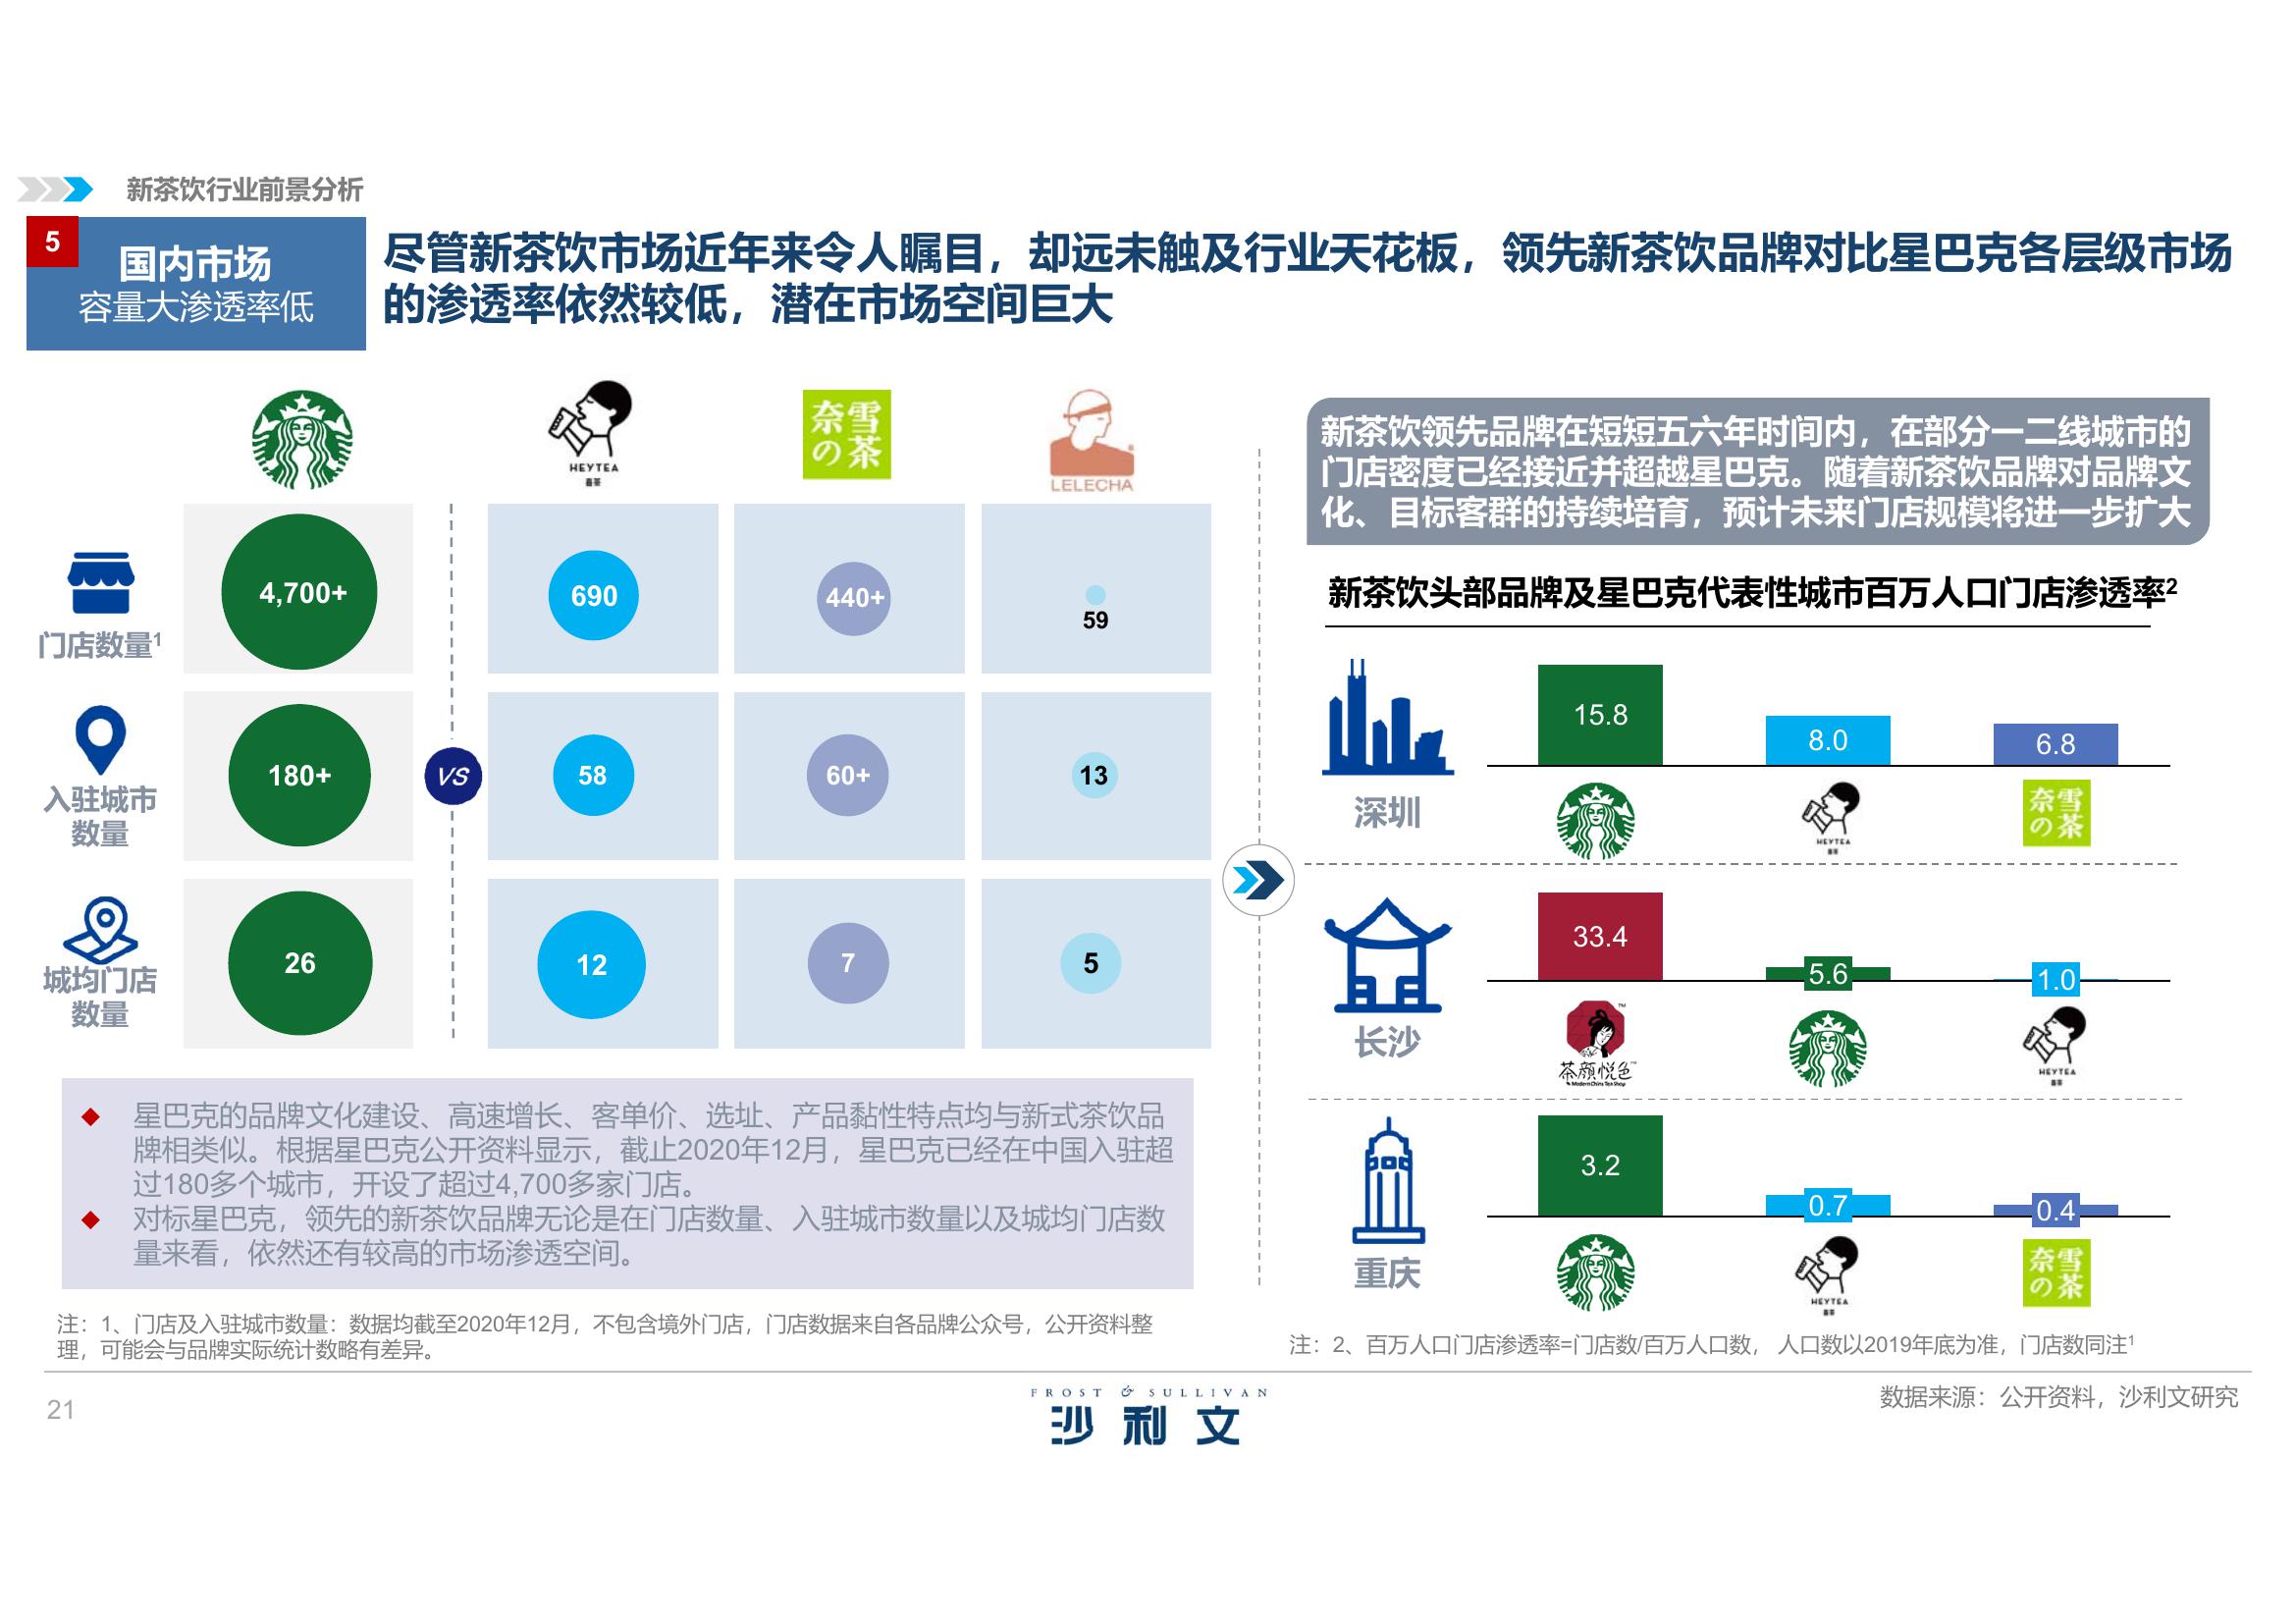 新茶饮行业前景分析
5
国内市场
容量大渗透率低
尽管新茶饮市场近年来令人瞩目，却远未触及行业天花板，领先新茶饮品牌对比星巴克各层级市场
的渗透率依然较低，潜在市场空间巨大
HEYTEA
喜茶
奈雪
の茶
LELECHA
门店数量¹
4,700+
690
440+
59
入驻城市
数量
180+
VS
58
60+
13
城均门店
数量
26
12
7
5
星巴克的品牌文化建设、高速增长、客单价、选址、产品黏性特点均与新式茶饮品
牌相类似。根据星巴克公开资料显示，截止2020年12月，星巴克已经在中国入驻超
过180多个城市，开设了超过4,700多家门店。
对标星巴克，领先的新茶饮品牌无论是在门店数量、入驻城市数量以及城均门店数
量来看，依然还有较高的市场渗透空间。
注：1、门店及入驻城市数量：数据均截至2020年12月，不包含境外门店，门店数据来自各品牌公众号，公开资料整
理，可能会与品牌实际统计数略有差异。
新茶饮领先品牌在短短五六年时间内，在部分一二线城市的
门店密度已经接近并超越星巴克。随着新茶饮品牌对品牌文
化、目标客群的持续培育，预计未来门店规模将进一步扩大
新茶饮头部品牌及星巴克代表性城市百万人口门店渗透率²
深圳
15.8
8.0
6.8
HEYTEA
喜茶
奈雪
の茶
长沙
33.4
5.6
1.0
茶颜悦色
Modern China Tea Shop
HEYTEA
喜茶
重庆
3.2
0.7
0.4
HEYTEA
喜茶
奈雪
の茶
注：2、百万人口门店渗透率=门店数/百万人口数， 人口数以2019年底为准，门店数同注¹
21
FROST & SULLIVAN
沙利文
数据来源：公开资料，沙利文研究